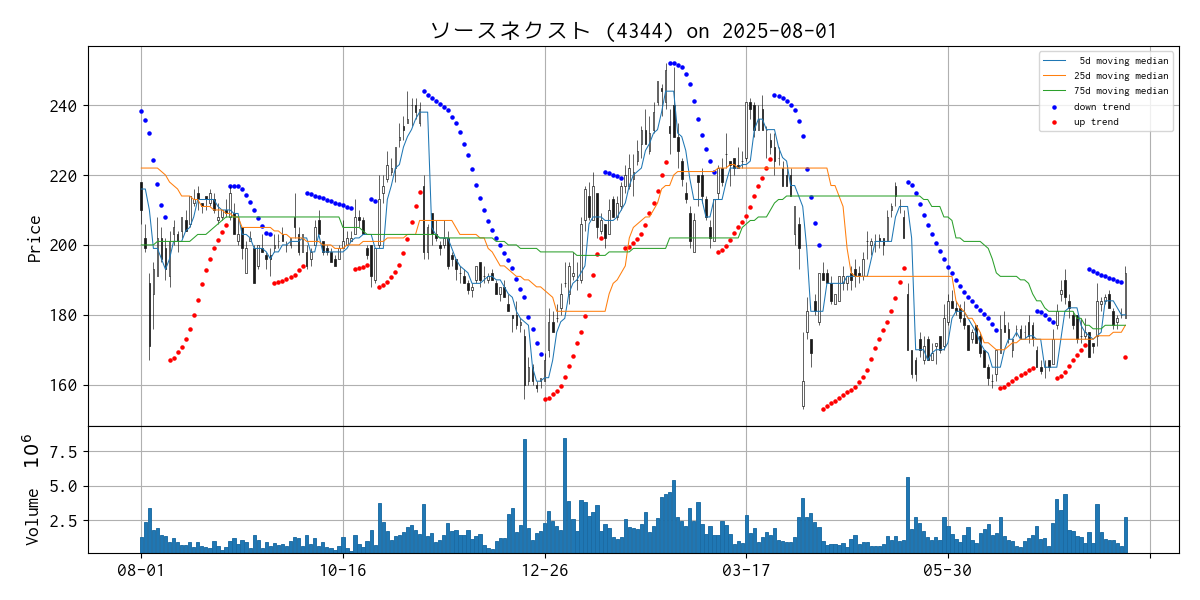 ソースネクスト (4344) on 2025-08-01
5d moving median
25d moving median
75d moving median
down trend
up trend
Price
240
220
200
180
160
Volume 10^6
7.5
5.0
2.5
08-01 10-16 12-26 03-17 05-30